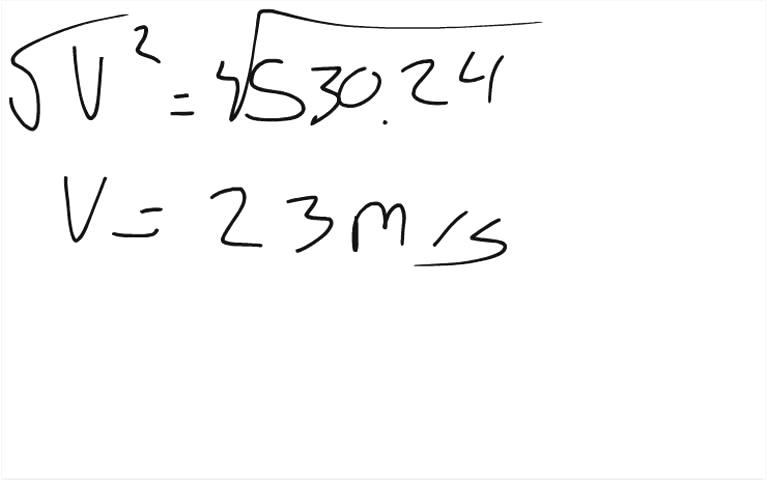 √V² = √530.24
V = 23 m/s